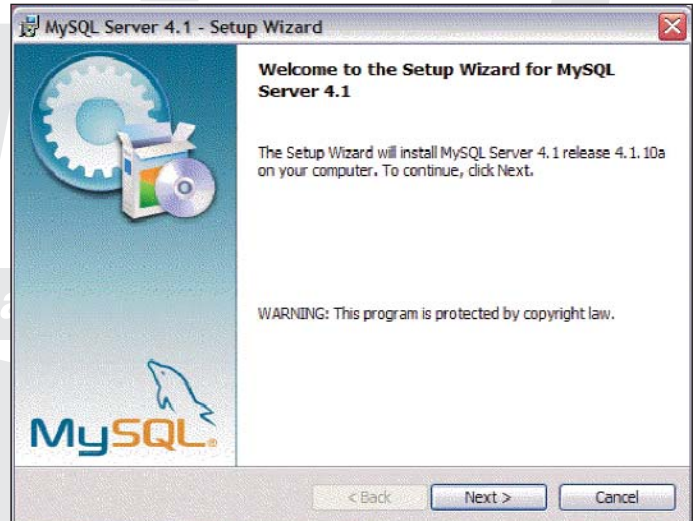 MySQL Server 4.1 - Setup Wizard
Welcome to the Setup Wizard for MySQL
Server 4.1
The Setup Wizard will install MySQL Server 4.1 release 4.1.10a
on your computer. To continue, click Next.
WARNING: This program is protected by copyright law.
MySQL®
< Back
Next >
Cancel